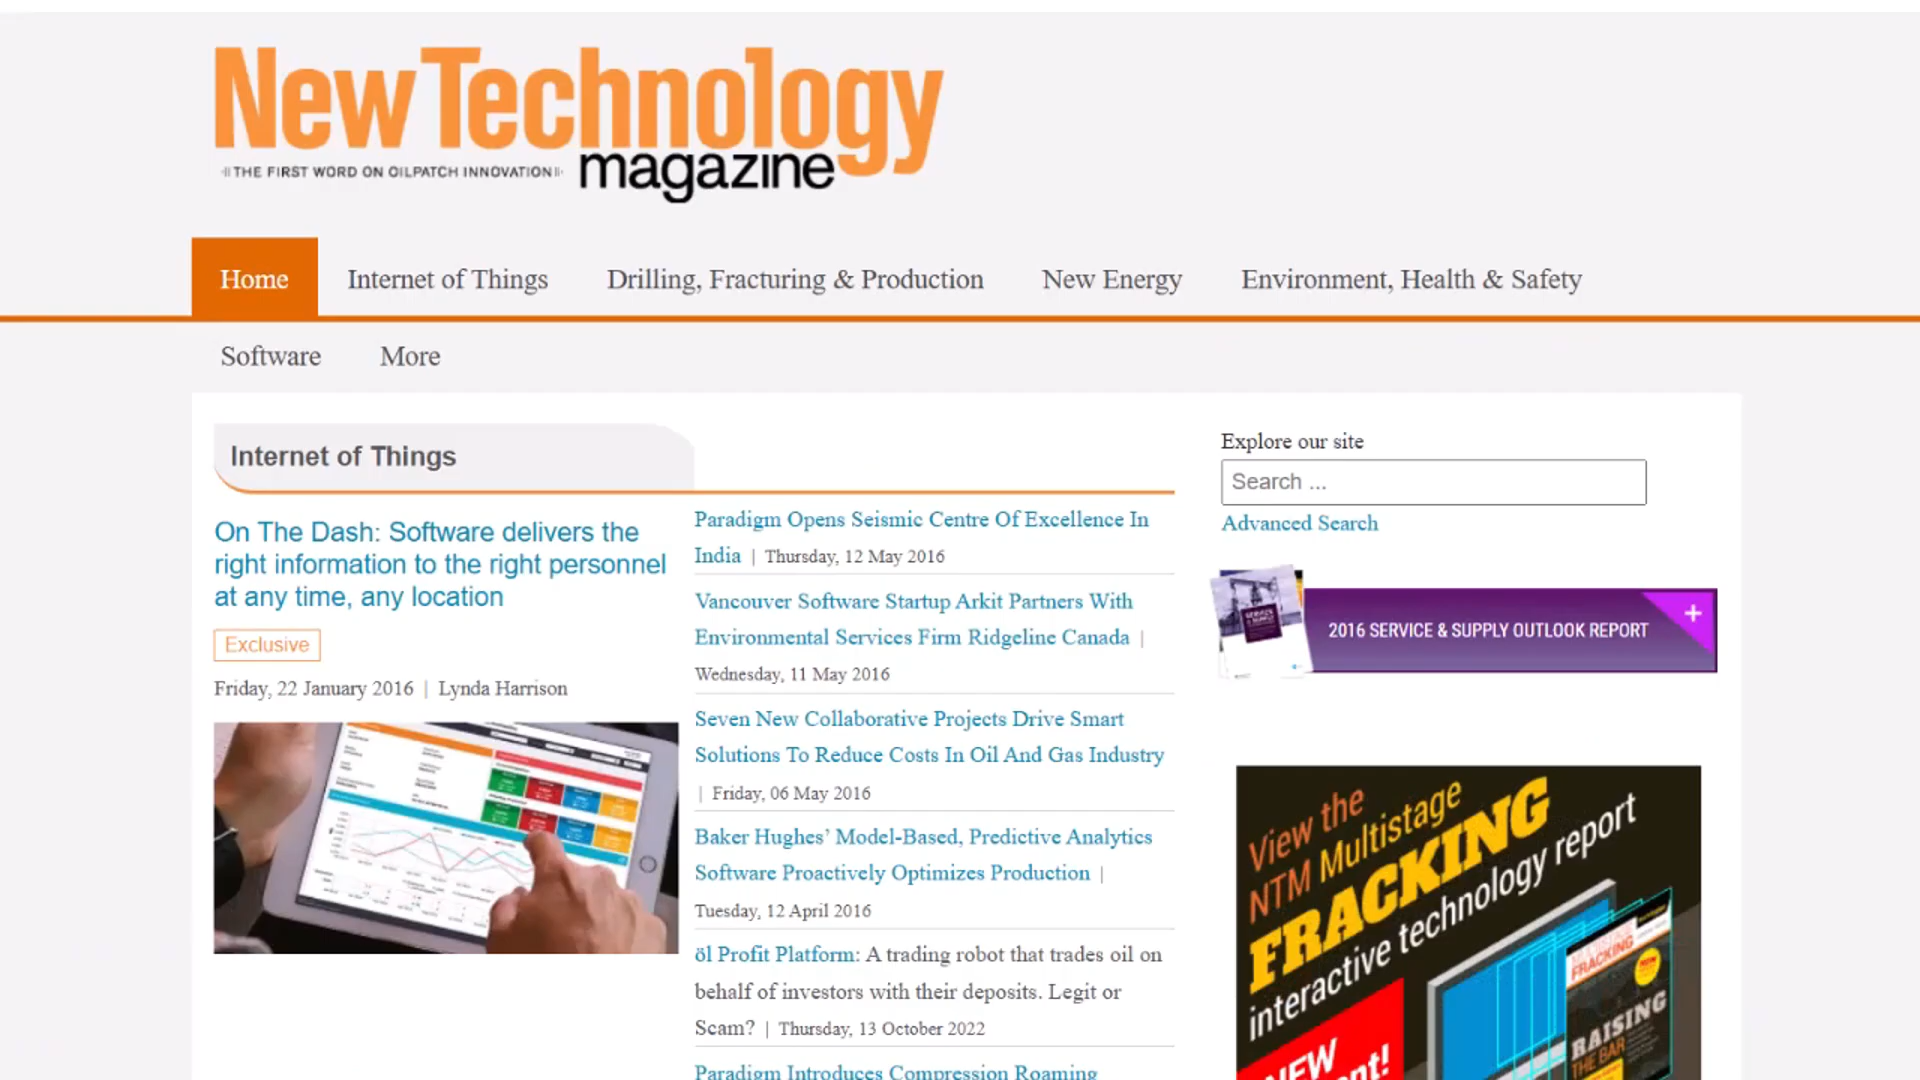 New Technology
THE FIRST WORD ON OILPATCH INNOVATION
magazine
Home
Internet of Things
Drilling, Fracturing & Production
New Energy
Environment, Health & Safety
Software
More
Internet of Things
On The Dash: Software delivers the
right information to the right personnel
at any time, any location
Exclusive
Friday, 22 January 2016 | Lynda Harrison
Paradigm Opens Seismic Centre Of Excellence In
India | Thursday, 12 May 2016
Vancouver Software Startup Arkit Partners With
Environmental Services Firm Ridgeline Canada |
Wednesday, 11 May 2016
Seven New Collaborative Projects Drive Smart
Solutions To Reduce Costs In Oil And Gas Industry
| Friday, 06 May 2016
Baker Hughes’ Model-Based, Predictive Analytics
Software Proactively Optimizes Production |
Tuesday, 12 April 2016
öl Profit Platform: A trading robot that trades oil on
behalf of investors with their deposits. Legit or
Scam? | Thursday, 13 October 2022
Paradigm Introduces Compression Roaming
Explore our site
Search ...
Advanced Search
2016 SERVICE & SUPPLY OUTLOOK REPORT
+
View the
NTM Multistage
FRACKING
interactive technology report
NEW
FRACKING
RAISING
THE BAR